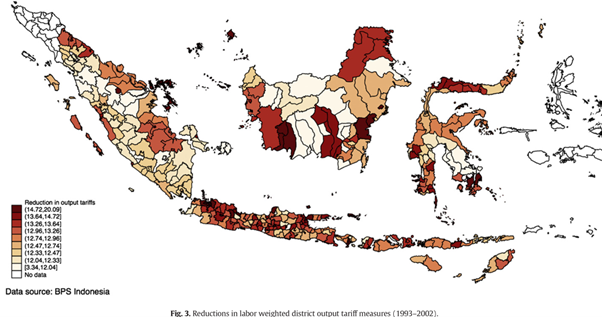 Reduction in output tariffs
(14.72,20.09]
(13.64,14.72]
(13.26,13.64]
(12.96,13.26]
(12.74,12.96]
(12.47,12.74]
(12.33,12.47]
(12.04,12.33]
[3.34,12.04]
No data
Data source: BPS Indonesia
Fig. 3. Reductions in labor weighted district output tariff measures (1993–2002).